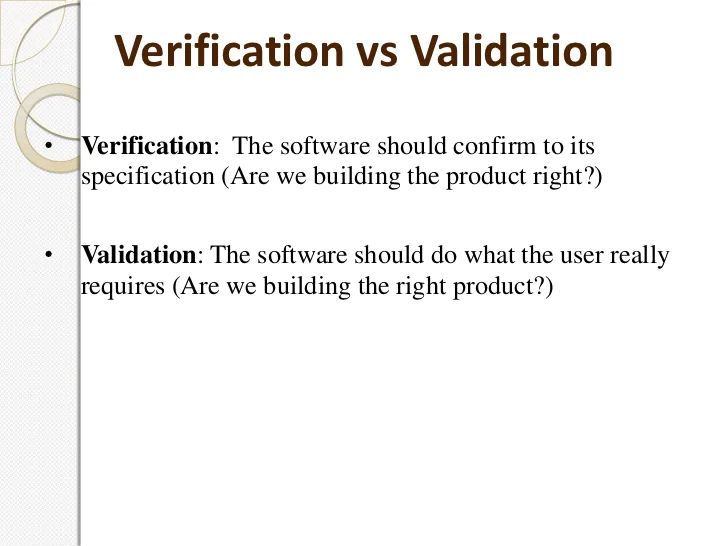 Verification vs Validation
• Verification:  The software should confirm to its
specification (Are we building the product right?)
• Validation: The software should do what the user really
requires (Are we building the right product?)